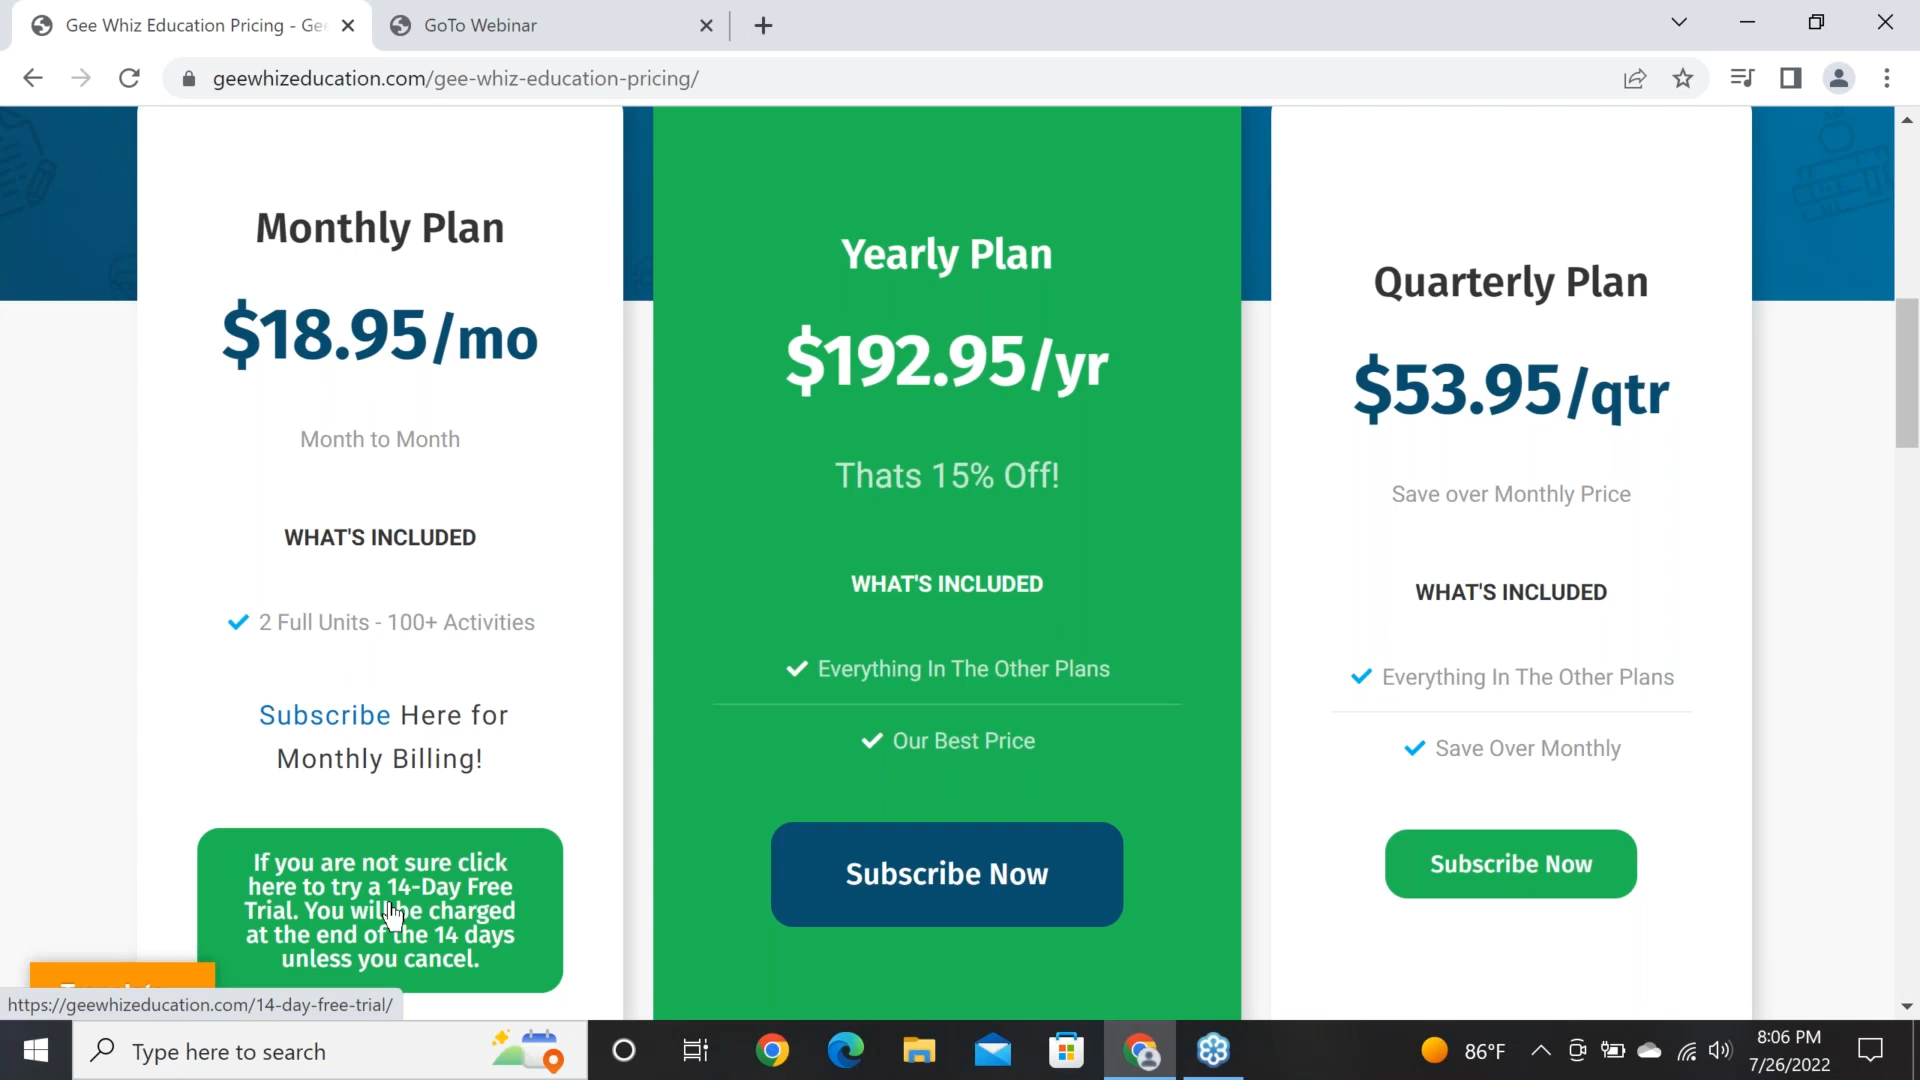 Gee Whiz Education Pricing - Gee
GoTo Webinar
geewhizeducation.com/gee-whiz-education-pricing/
Monthly Plan
$18.95/mo
Month to Month
WHAT'S INCLUDED
2 Full Units - 100+ Activities
Subscribe Here for
Monthly Billing!
If you are not sure click
here to try a 14-Day Free
Trial. You will be charged
at the end of the 14 days
unless you cancel.
Yearly Plan
$192.95/yr
Thats 15% Off!
WHAT'S INCLUDED
Everything In The Other Plans
Our Best Price
Subscribe Now
Quarterly Plan
$53.95/qtr
Save over Monthly Price
WHAT'S INCLUDED
Everything In The Other Plans
Save Over Monthly
Subscribe Now
https://geewhizeducation.com/14-day-free-trial/
Type here to search
86°F
8:06 PM
7/26/2022